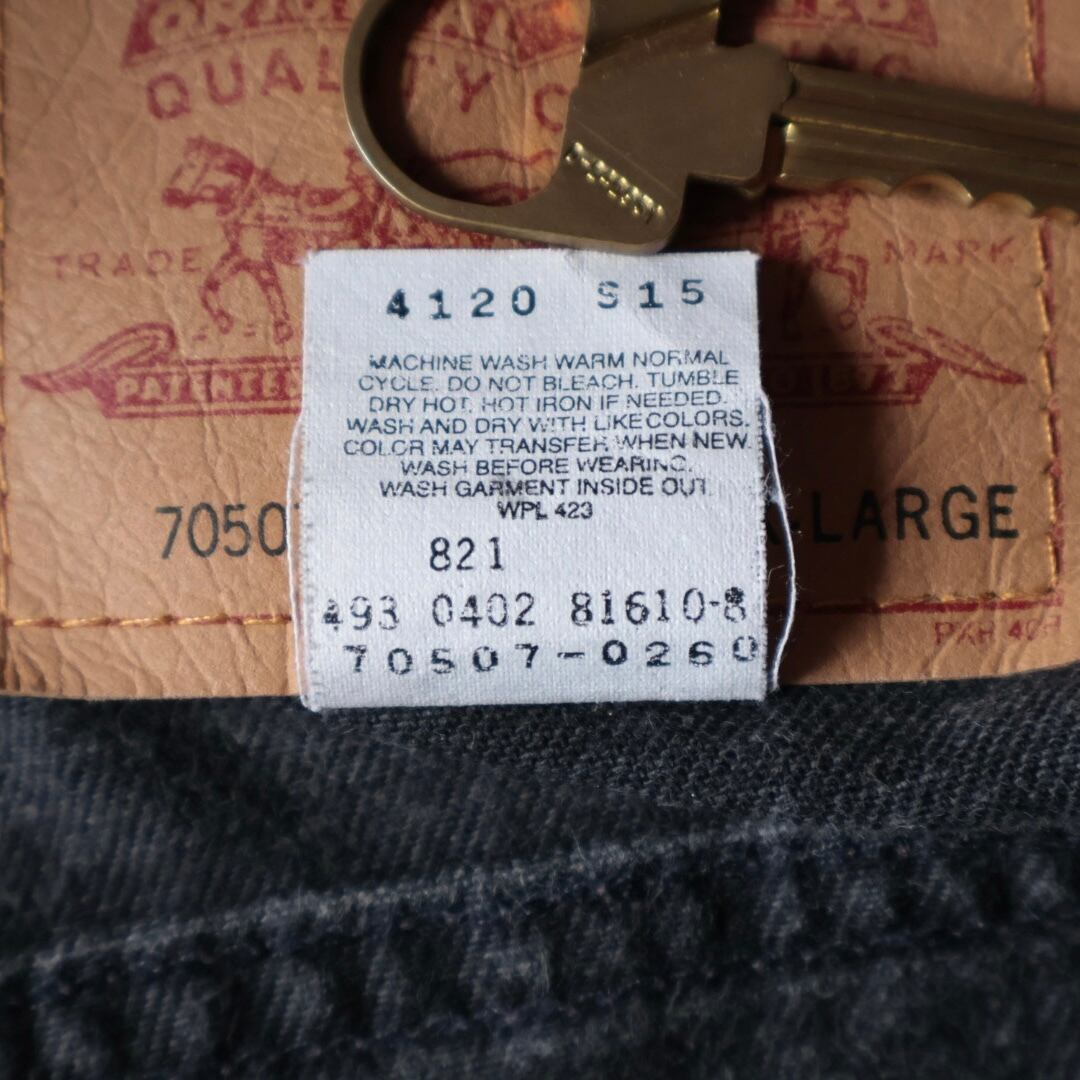 QUALITY
TRADE MARK
4120 S15
MACHINE WASH WARM NORMAL
CYCLE. DO NOT BLEACH. TUMBLE
DRY HOT. HOT IRON IF NEEDED.
WASH AND DRY WITH LIKE COLORS.
COLOR MAY TRANSFER WHEN NEW.
WASH BEFORE WEARING.
WASH GARMENT INSIDE OUT.
WPL 423
7050 LARGE
821
493 0402 81610-8
70507-0260